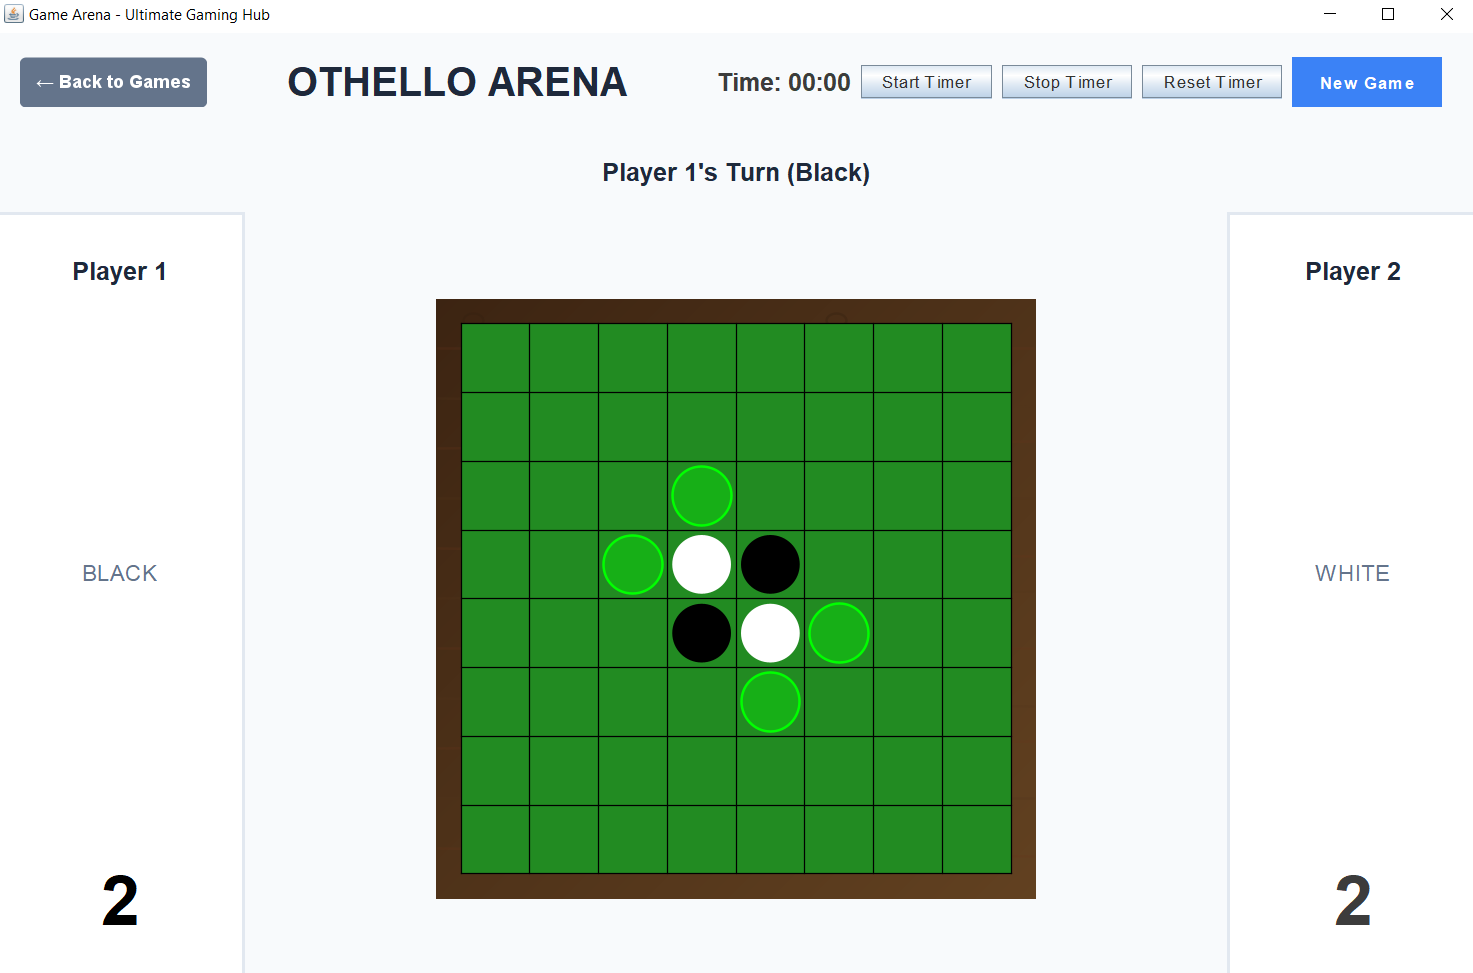 Game Arena - Ultimate Gaming Hub
← Back to Games
OTHELLO ARENA
Time: 00:00
Start Timer
Stop Timer
Reset Timer
New Game
Player 1's Turn (Black)
Player 1
BLACK
2
Player 2
WHITE
2